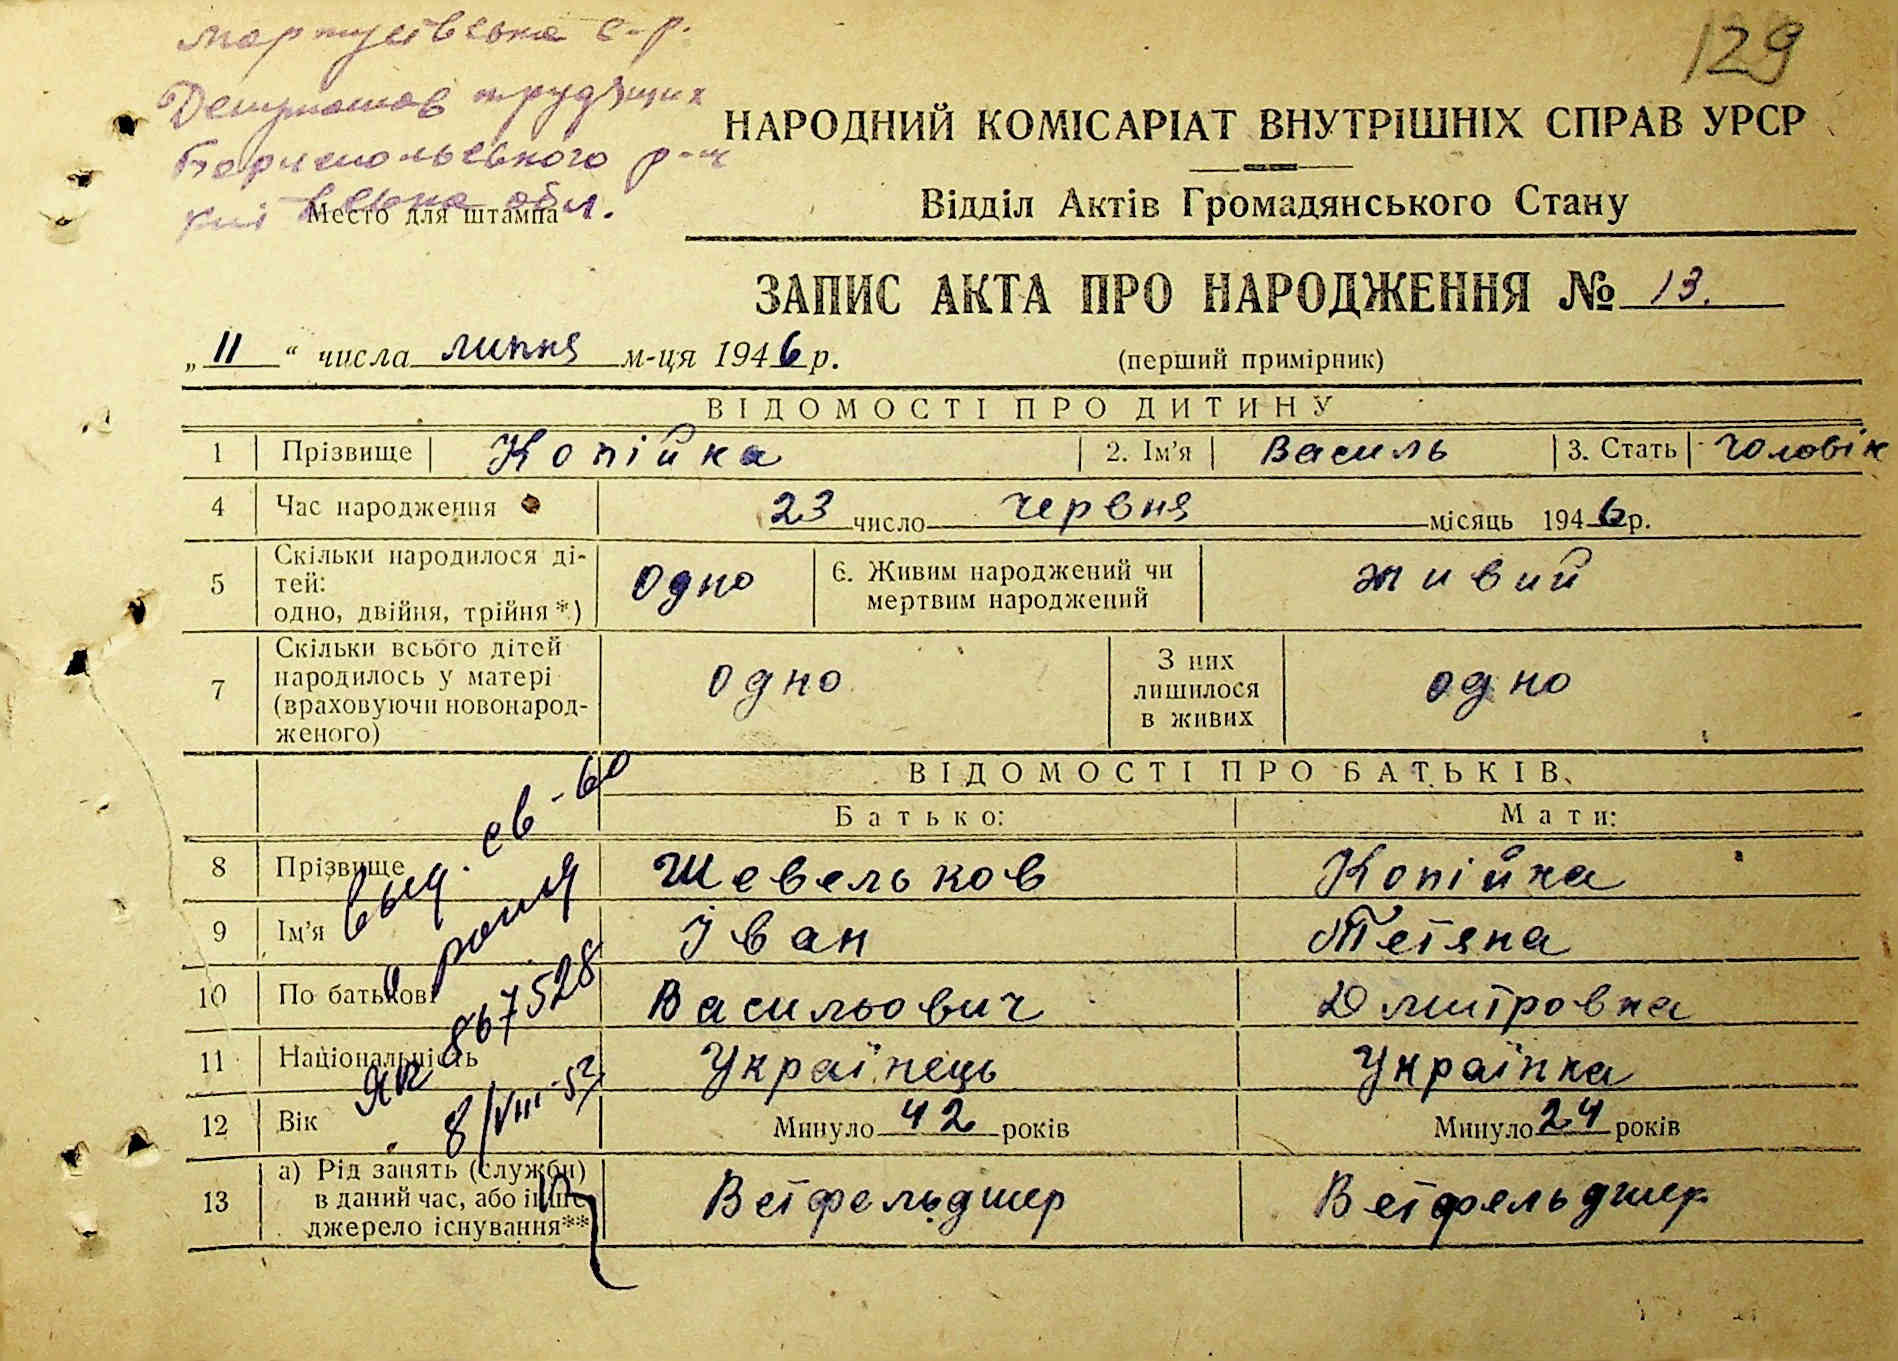 129
Мартусівська с-р.
Депутатов трудящих
Бориспольського р-н
Київська обл.
Место для штампа
НАРОДНИЙ КОМІСАРІАТ ВНУТРІШНІХ СПРАВ УРСР
Відділ Актів Громадянського Стану
ЗАПИС АКТА ПРО НАРОДЖЕННЯ № 13.
„11“ числа липня м-ця 1946 р.
(перший примірник)
ВІДОМОСТІ ПРО ДИТИНУ
1 Прізвище Копійка 2. Ім'я Василь 3. Стать Чоловік
4 Час народження 23 число червня місяць 1946 р.
5 Скільки народилося ді-
тей:
одно, двійня, трійня*) Одно 6. Живим народжений чи
мертвим народжений живий
7 Скільки всього дітей
народилось у матері
(враховуючи новонарод-
женого) Одно З них
лишилося
в живих одно
ВІДОМОСТІ ПРО БАТЬКІВ
Батько: Мати:
8 Прізвище Шевельков Копійка
9 Ім'я Іван Тетяна
10 По батькові Васильович Дмитровна
11 Національність Українець Українка
12 Вік Минуло 42 років Минуло 24 років
13 а) Рід занять (служби)
в даний час, або інше
джерело існування** Ветфельдшер Ветфельдшер
выд. св-во
о рожд
867528
8/VIII-52